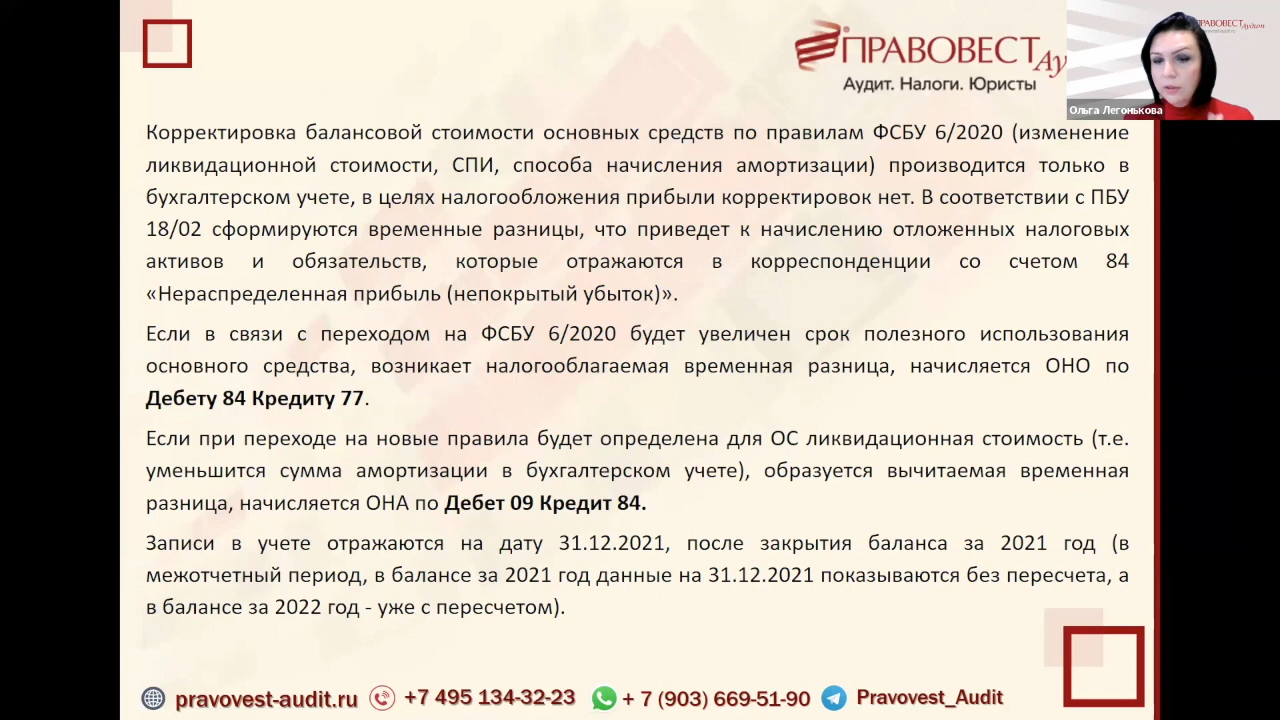 ПРАВОВЕСТ Аудит
ПРАВОВЕСТ
Аудит. Налоги. Юристы
Ольга Легонькова
Корректировка балансовой стоимости основных средств по правилам ФСБУ 6/2020 (изменение
ликвидационной стоимости, СПИ, способа начисления амортизации) производится только в
бухгалтерском учете, в целях налогообложения прибыли корректировок нет. В соответствии с ПБУ
18/02 сформируются временные разницы, что приведет к начислению отложенных налоговых
активов и обязательств, которые отражаются в корреспонденции со счетом 84
«Нераспределенная прибыль (непокрытый убыток)».
Если в связи с переходом на ФСБУ 6/2020 будет увеличен срок полезного использования
основного средства, возникает налогооблагаемая временная разница, начисляется ОНО по
Дебету 84 Кредиту 77.
Если при переходе на новые правила будет определена для ОС ликвидационная стоимость (т.е.
уменьшится сумма амортизации в бухгалтерском учете), образуется вычитаемая временная
разница, начисляется ОНА по Дебет 09 Кредит 84.
Записи в учете отражаются на дату 31.12.2021, после закрытия баланса за 2021 год (в
межотчетный период, в балансе за 2021 год данные на 31.12.2021 показываются без пересчета, а
в балансе за 2022 год - уже с пересчетом).
pravovest-audit.ru +7 495 134-32-23 + 7 (903) 669-51-90 Pravovest_Audit